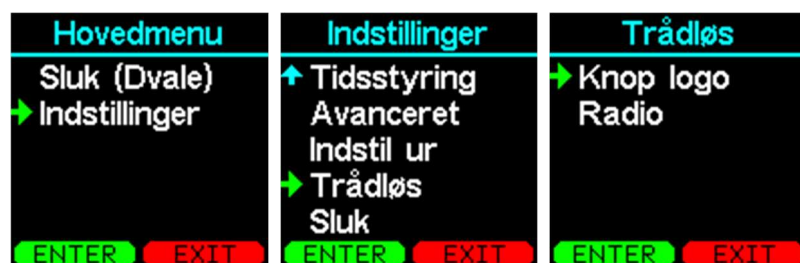 Hovedmenu
Sluk (Dvale)
Indstillinger
ENTER EXIT
Indstillinger
Tidsstyring
Avanceret
Indstil ur
Trådløs
Sluk
ENTER EXIT
Trådløs
Knop logo
Radio
ENTER EXIT